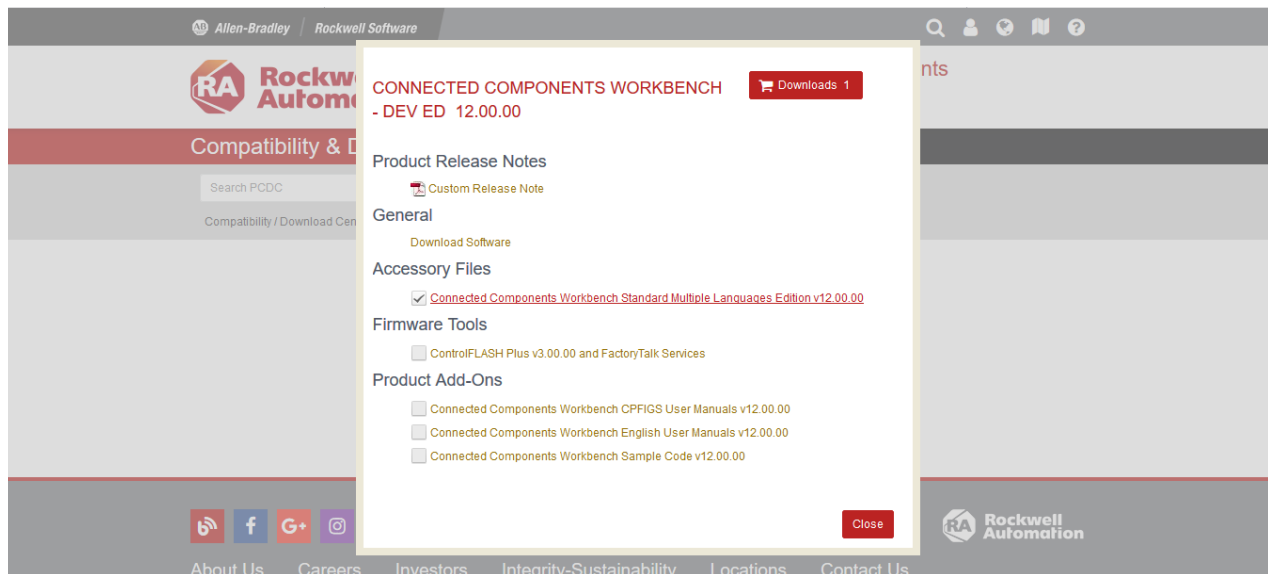 AB Allen-Bradley Rockwell Software
RA Rockw
Autom
nts
CONNECTED COMPONENTS WORKBENCH
- DEV ED 12.00.00
Downloads 1
Compatibility & D
Product Release Notes
Search PCDC
Custom Release Note
Compatibility / Download Cen
General
Download Software
Accessory Files
Connected Components Workbench Standard Multiple Languages Edition v12.00.00
Firmware Tools
ControlFLASH Plus v3.00.00 and FactoryTalk Services
Product Add-Ons
Connected Components Workbench CPFIGS User Manuals v12.00.00
Connected Components Workbench English User Manuals v12.00.00
Connected Components Workbench Sample Code v12.00.00
Close
f G+
RA Rockwell
Automation
About Us Careers Investors Integrity-Sustainability Locations Contact Us